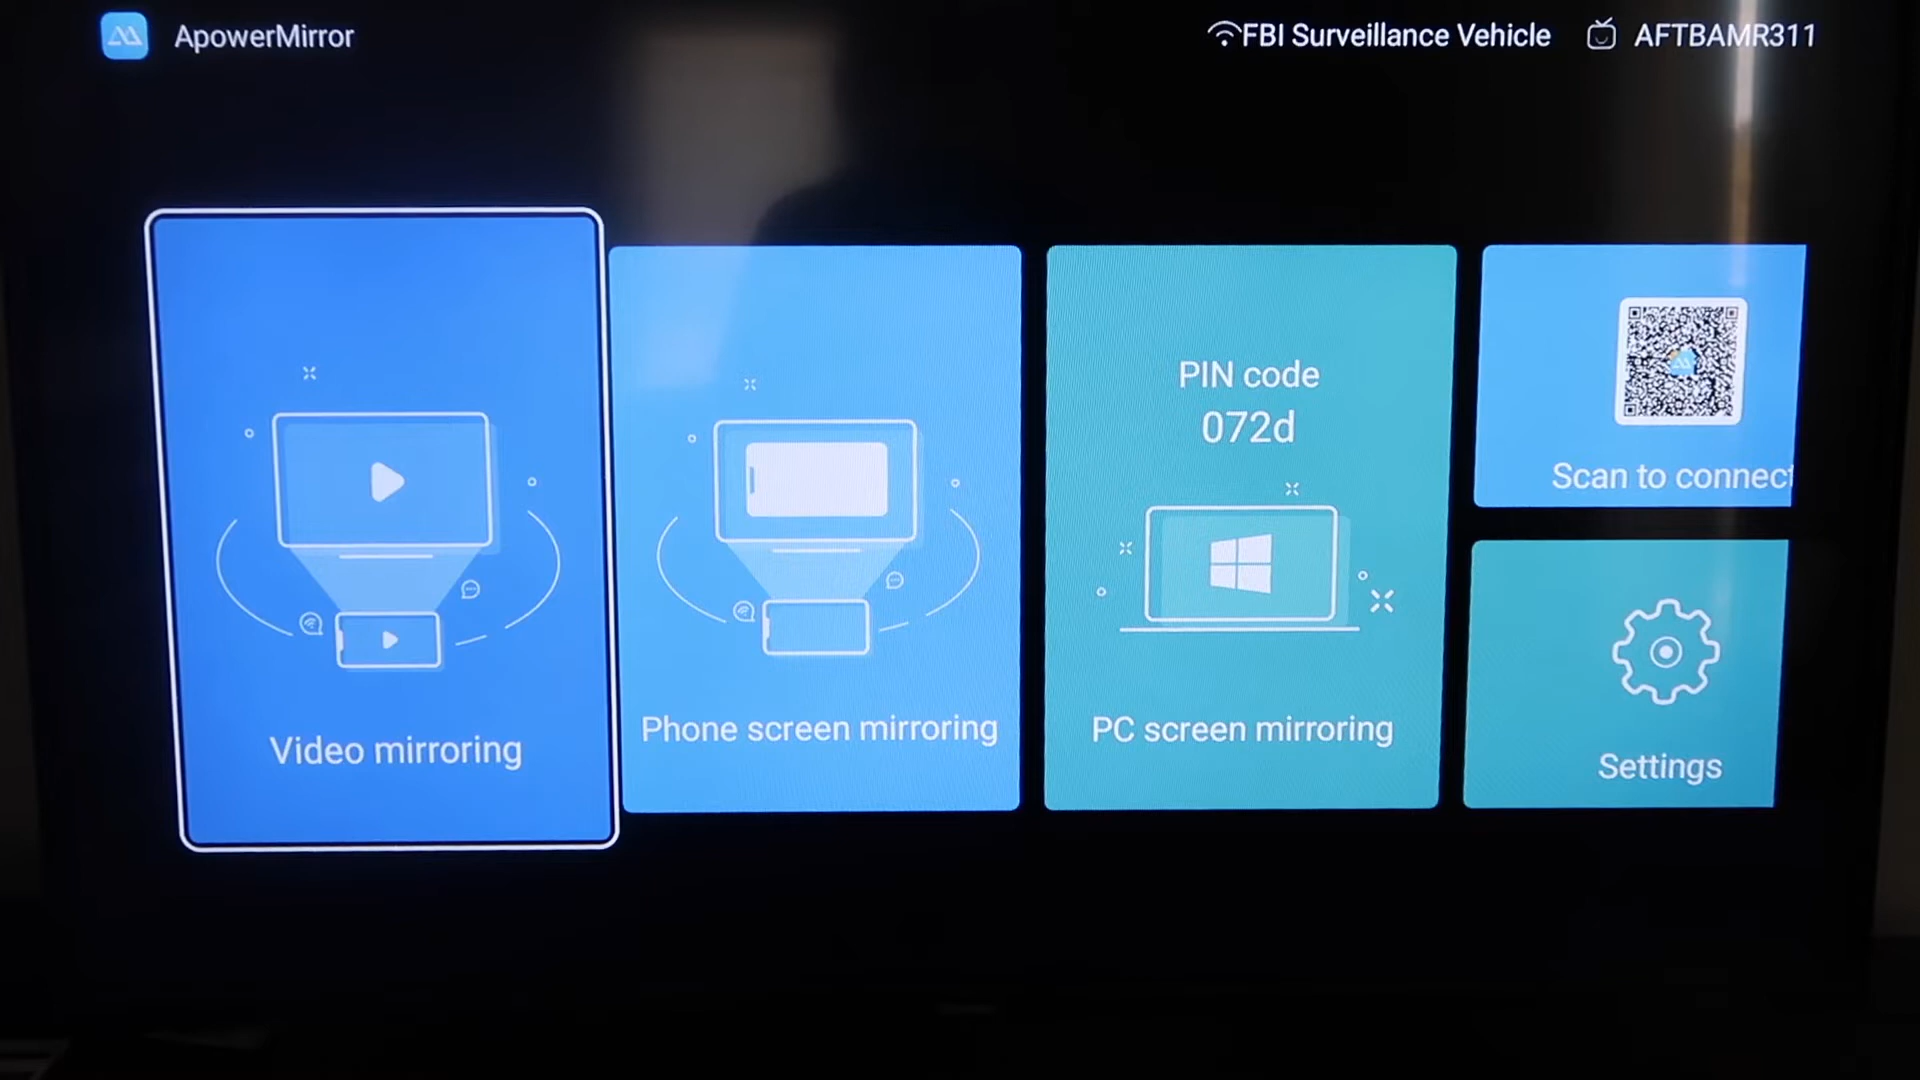 ApowerMirror
FBI Surveillance Vehicle
AFTBAMR311
Video mirroring
Phone screen mirroring
PIN code
072d
PC screen mirroring
Scan to connect
Settings